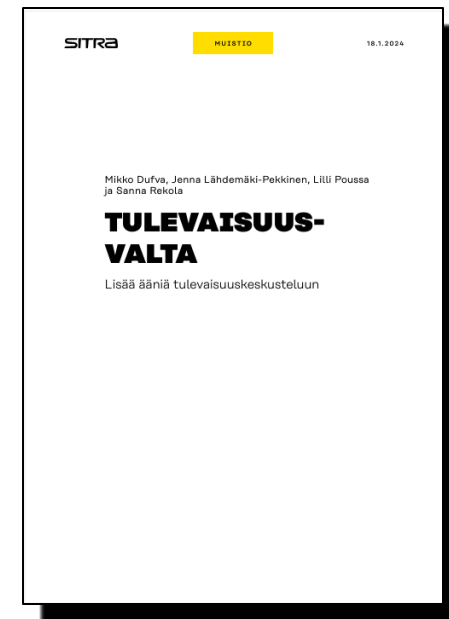 SITRA
MUISTIO
18.1.2024
Mikko Dufva, Jenna Lähdemäki-Pekkinen, Lilli Poussa
ja Sanna Rekola
TULEVAISUUS-
VALTA
Lisää ääniä tulevaisuuskeskusteluun